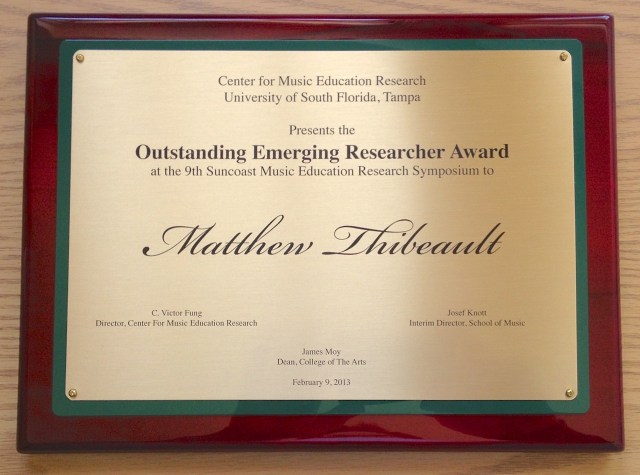 Center for Music Education Research
University of South Florida, Tampa
Presents the
Outstanding Emerging Researcher Award
at the 9th Suncoast Music Education Research Symposium to
Matthew Thibeault
C. Victor Fung
Director, Center For Music Education Research
Josef Knott
Interim Director, School of Music
James Moy
Dean, College of The Arts
February 9, 2013